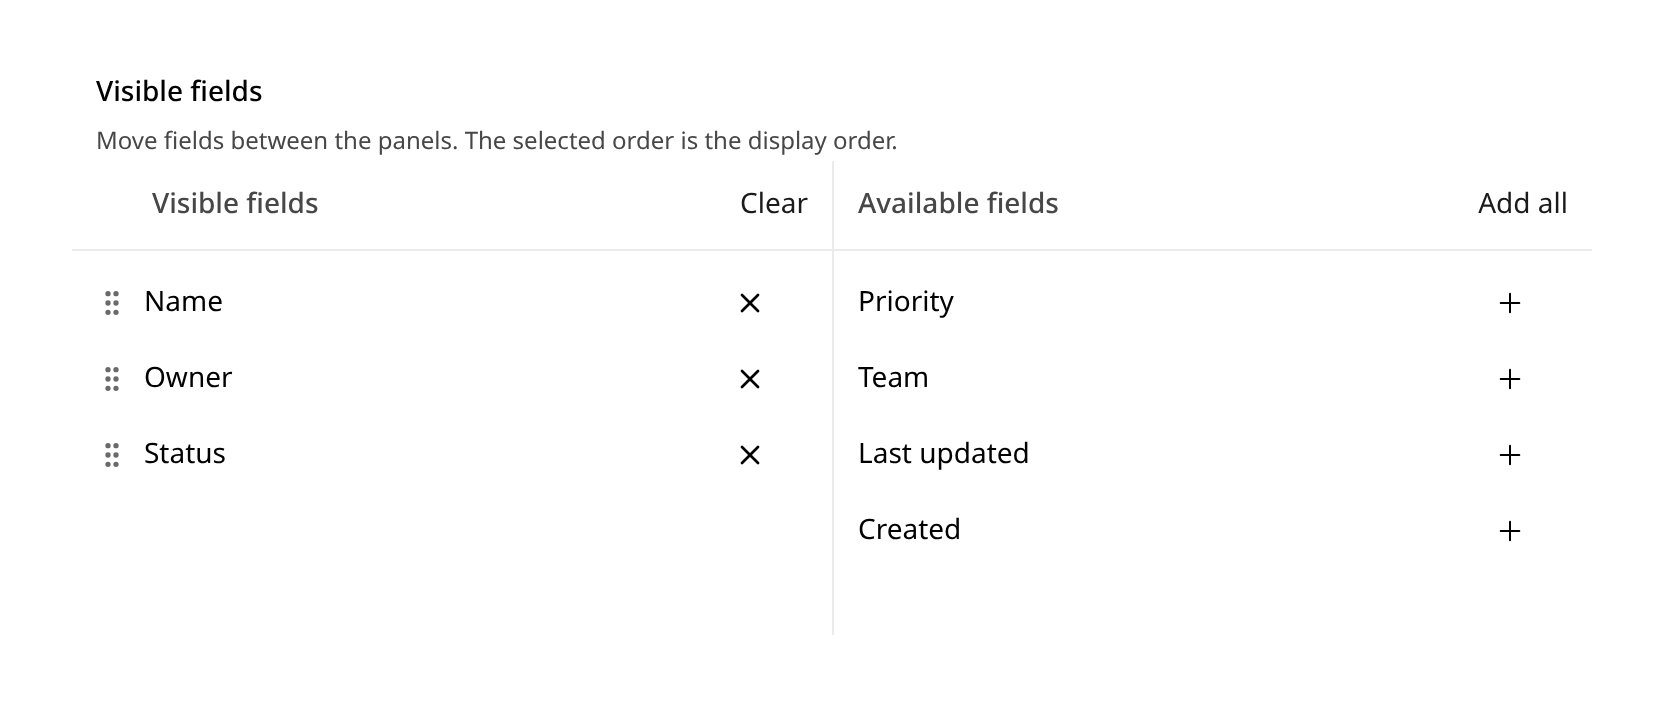 Visible fields
Move fields between the panels. The selected order is the display order.
Visible fields Clear
Available fields Add all
Name
Owner
Status
Priority
Team
Last updated
Created